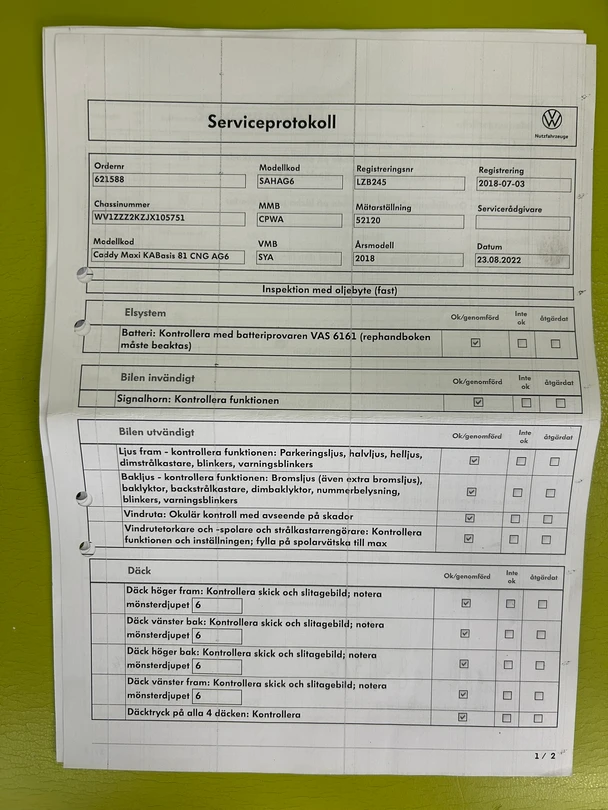 Serviceprotokoll
Nutzfahrzeuge
Ordernr Modellkod Registreringsnr Registrering
621588 SAHAG6 LZB245 2018-07-03
Chassinummer MMB Mätarställning Servicerådgivare
WV1ZZZ2KZJX105751 CPWA 52120
Modellkod VMB Årsmodell Datum
Caddy Maxi KABasis 81 CNG AG6 SYA 2018 23.08.2022
Inspektion med oljebyte (fast)
Elsystem Ok/genomförd Inte ok åtgärdat
Batteri: Kontrollera med batteriprovaren VAS 6161 (rephandboken
måste beaktas)
Bilen invändigt Ok/genomförd Inte ok åtgärdat
Signalhorn: Kontrollera funktionen
Bilen utvändigt Ok/genomförd Inte ok åtgärdat
Ljus fram - kontrollera funktionen: Parkeringsljus, halvljus, helljus,
dimstrålkastare, blinkers, varningsblinkers
Bakljus - kontrollera funktionen: Bromsljus (även extra bromsljus),
baklyktor, backstrålkastare, dimbaklyktor, nummerbelysning,
blinkers, varningsblinkers
Vindruta: Okulär kontroll med avseende på skador
Vindrutetorkare och -spolare och strålkastarrengörare: Kontrollera
funktionen och inställningen; fylla på spolarvätska till max
Däck Ok/genomförd Inte ok åtgärdat
Däck höger fram: Kontrollera skick och slitagebild; notera
mönsterdjupet 6
Däck vänster bak: Kontrollera skick och slitagebild; notera
mönsterdjupet 6
Däck höger bak: Kontrollera skick och slitagebild; notera
mönsterdjupet 6
Däck vänster fram: Kontrollera skick och slitagebild; notera
mönsterdjupet 6
Däcktryck på alla 4 däcken: Kontrollera
1 / 2